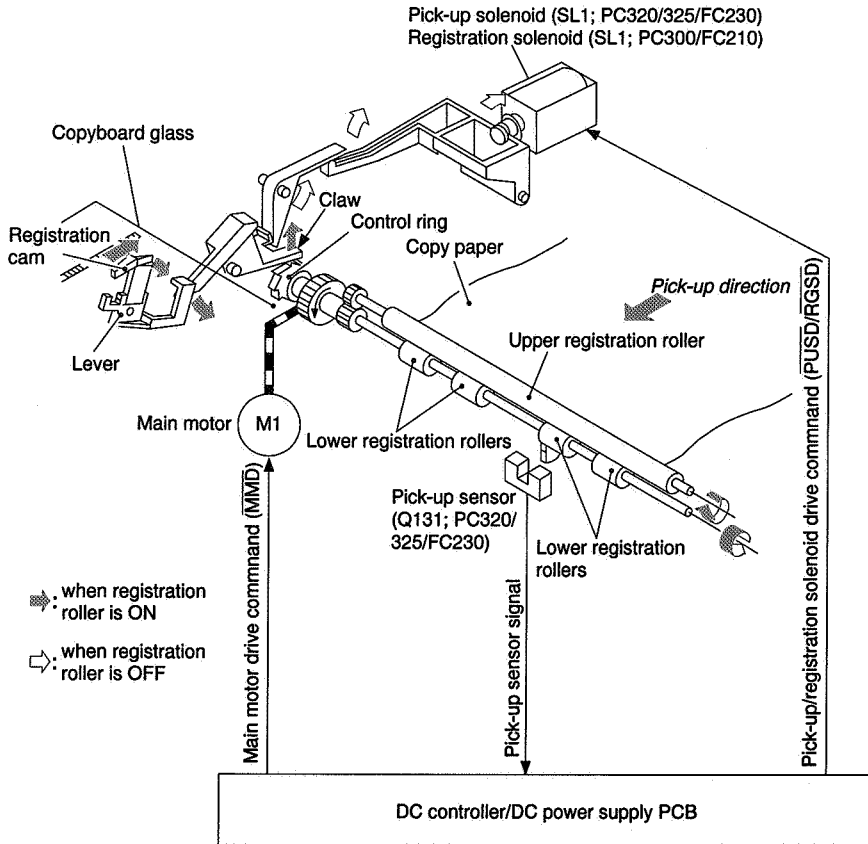 Pick-up solenoid (SL1; PC320/325/FC230)
Registration solenoid (SL1; PC300/FC210)
Copyboard glass
Claw
Control ring
Registration
cam
Copy paper
Pick-up direction
Lever
Upper registration roller
Main motor
M1
Lower registration rollers
Pick-up sensor
(Q131; PC320/
325/FC230)
Lower registration
rollers
: when registration
roller is ON
: when registration
roller is OFF
Main motor drive commnand (MMD)
Pick-up sensor signal
Pick-up/registration solenoid drive commnand (PUSD/RGSD)
DC controller/DC power supply PCB